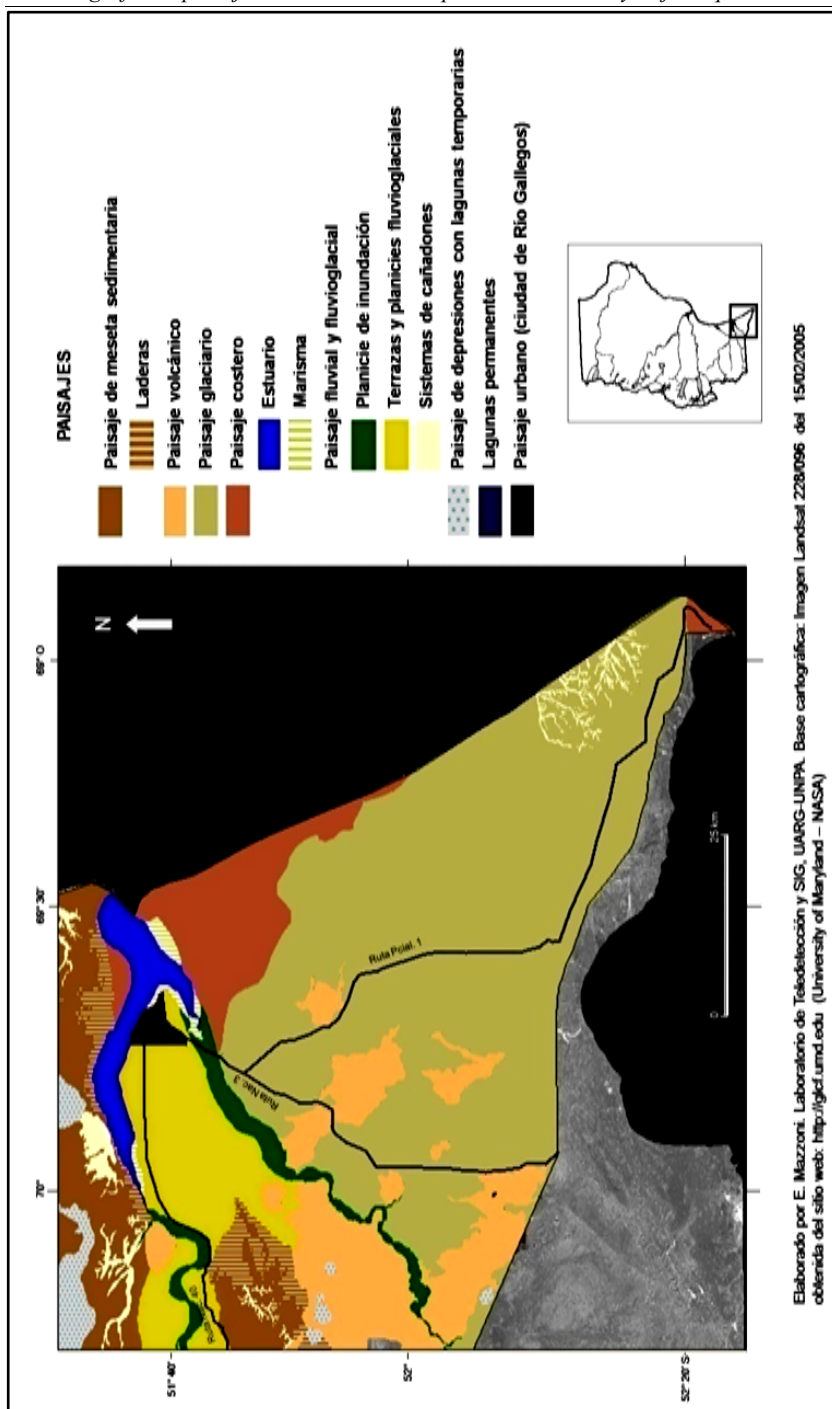 PAISAJES
Paisaje de meseta sedimentaria
Laderas
Paisaje volcánico
Paisaje glaciario
Paisaje costero
Estuario
Marisma
Paisaje fluvial y fluvioglacial
Planicie de inundación
Terrazas y planicies fluvioglaciales
Sistemas de cañadones
Paisaje de depresiones con lagunas temporarias
Lagunas permanentes
Paisaje urbano (ciudad de Río Gallegos)
N
51° 40'
52°
52° 20' S
70°
69° 30'
69° O
Ruta Nac. 3
Ruta Pcial. 1
0 25 km
Elaborado por E. Mazzoni. Laboratorio de Teledetección y SIG, UARG-UNPA. Base cartográfica: Imagen Landsat 228/096 del 15/02/2005
obtenida del sitio web: http://glcf.umd.edu (University of Maryland – NASA)